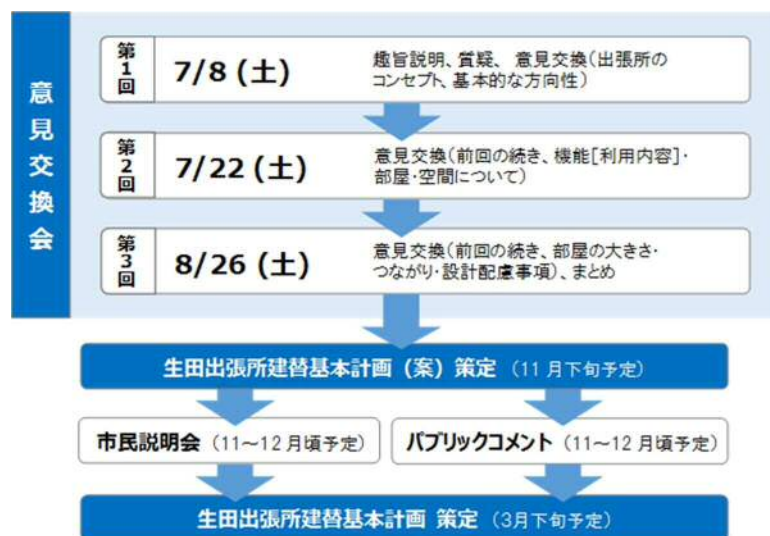 意見交換会
第1回
7/8 (土)
趣旨説明、質疑、 意見交換(出張所の
コンセプト、基本的な方向性)
第2回
7/22 (土)
意見交換(前回の続き、機能[利用内容]・
部屋・空間について)
第3回
8/26 (土)
意見交換(前回の続き、部屋の大きさ・
つながり・設計配慮事項)、まとめ
生田出張所建替基本計画 (案) 策定 (11月下旬予定)
市民説明会 (11～12月頃予定)
パブリックコメント (11～12月頃予定)
生田出張所建替基本計画 策定 (3月下旬予定)